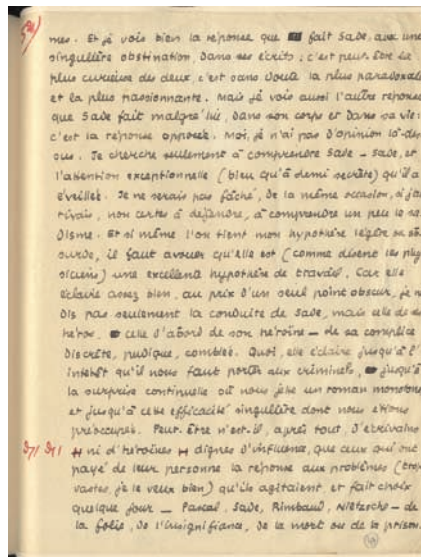 mes. Et je vois bien la réponse que fait Sade, avec une
singulière obstination, dans ses écrits : c'est peut-être la
plus curieuse des deux, c'est sans doute la plus paradoxale
et la plus passionnante. Mais je vois aussi l'autre réponse
que Sade fait malgré lui, dans son corps et dans sa vie :
c'est la réponse opposée. Moi, je n'ai pas d'opinion là-des
sus. Je cherche seulement à comprendre Sade — Sade, et
l'attention exceptionnelle (bien qu'à demi secrète) qu'il a
éveillée. Je ne serais pas fâché, de la même occasion, si j'ar
rivais, non certes à défendre, à comprendre un peu le sa
disme. Et si même l'on tient mon hypothèse légère ou ab
surde, il faut avouer qu'elle est (comme disent les phy
siciens) une excellente hypothèse de travail. Car elle
éclaire assez bien, au prix d'un seul point obscur, je ne
dis pas seulement la conduite de Sade, mais celle de ses
héros, celle d'abord de son héroïne — de sa complice
discrète, pudique, comblée. Quoi, elle éclaire jusqu'à l'
intérêt qu'il nous faut porter aux criminels, jusqu'à
la surprise continuelle où nous jette un roman monotone
et jusqu'à cette efficacité singulière dont nous étions
préoccupés. Peut-être n'est-il, après tout, d'écrivains
ni d'héroïnes dignes d'influence, que ceux qui ont
payé de leur personne la réponse aux problèmes (trop
vastes, je le veux bien) qu'ils agitaient, et fait choix
quelque jour — Pascal, Sade, Rimbaud, Nietzsche — de
la folie, de l'insignifiance, de la mort ou de la prison.